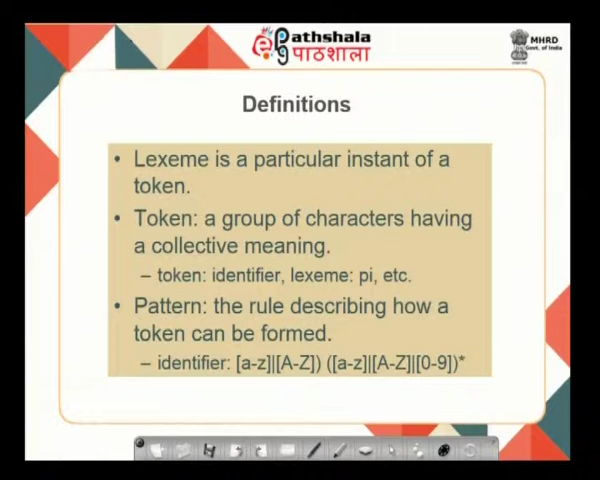 epg Pathshala
पाठशाला
MHRD
Govt. of India
Definitions
• Lexeme is a particular instant of a
token.
• Token: a group of characters having
a collective meaning.
– token: identifier, lexeme: pi, etc.
• Pattern: the rule describing how a
token can be formed.
– identifier: [a-z]|[A-Z]) ([a-z]|[A-Z]|[0-9])*